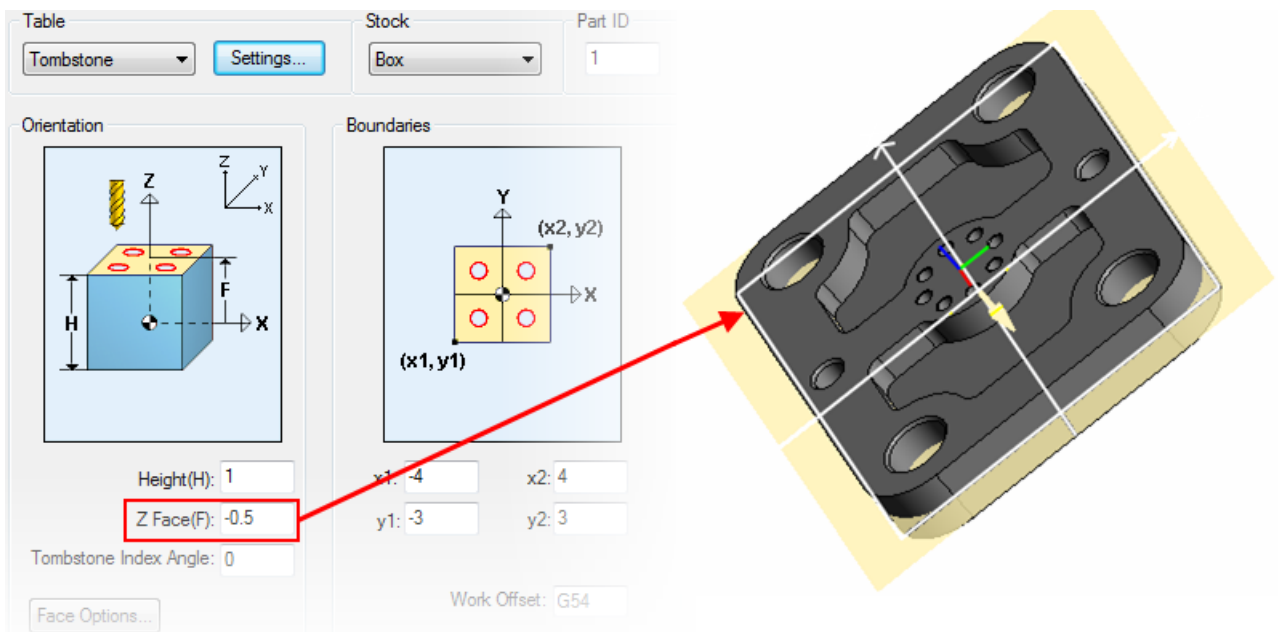 Table
Stock
Part ID
Tombstone
Settings...
Box
1
Orientation
Boundaries
Z
Z
Y
X
F
H
X
Y
(x2, y2)
X
(x1, y1)
Height(H): 1
x1: -4
x2: 4
Z Face(F): -0.5
y1: -3
y2: 3
Tombstone Index Angle: 0
Work Offset: G54
Face Options...